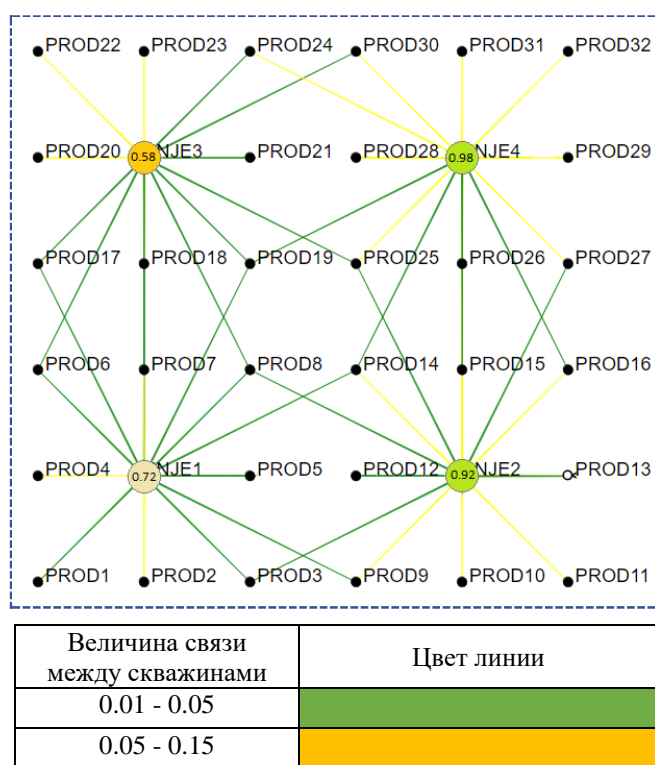 PROD22 PROD23 PROD24 PROD30 PROD31 PROD32
PROD20 0.58 NJE3 PROD21 PROD28 0.98 NJE4 PROD29
PROD17 PROD18 PROD19 PROD25 PROD26 PROD27
PROD6 PROD7 PROD8 PROD14 PROD15 PROD16
PROD4 0.72 NJE1 PROD5 PROD12 0.92 NJE2 PROD13
PROD1 PROD2 PROD3 PROD9 PROD10 PROD11
Величина связи
между скважинами
Цвет линии
0.01 - 0.05
0.05 - 0.15